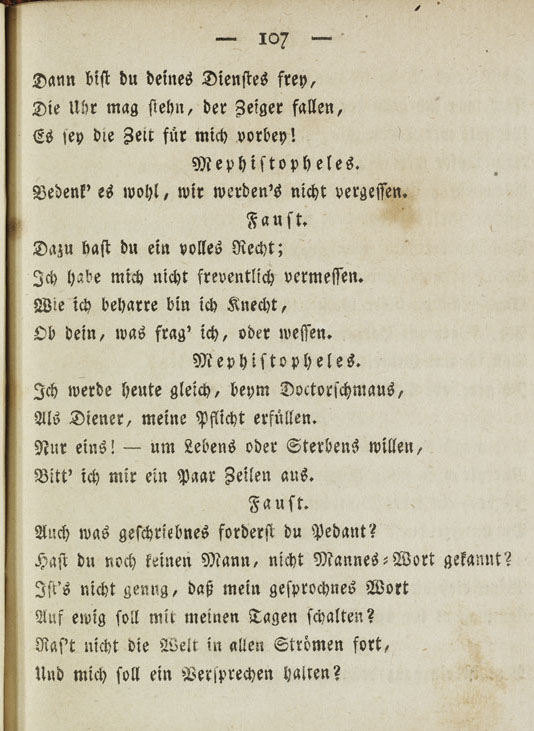 — 107 —
Dann bist du deines Dienstes frey,
Die Uhr mag stehn, der Zeiger fallen,
Es sey die Zeit für mich vorbey!
Mephistopheles.
Bedenk' es wohl, wir werden's nicht vergessen.
Faust.
Dazu hast du ein volles Recht;
Ich habe mich nicht freventlich vermessen.
Wie ich beharre bin ich Knecht,
Ob dein, was frag' ich, oder wessen.
Mephistopheles.
Ich werde heute gleich, beym Doctorschmaus,
Als Diener, meine Pflicht erfüllen.
Nur eins! — um Lebens oder Sterbens willen,
Bitt' ich mir ein Paar Zeilen aus.
Faust.
Auch was geschriebnes forderst du Pedant?
Hast du noch keinen Mann, nicht Mannes-Wort gekannt?
Ist's nicht genug, daß mein gesprochnes Wort
Auf ewig soll mit meinen Tagen schalten?
Ras't nicht die Welt in allen Strömen fort,
Und mich soll ein Versprechen halten?